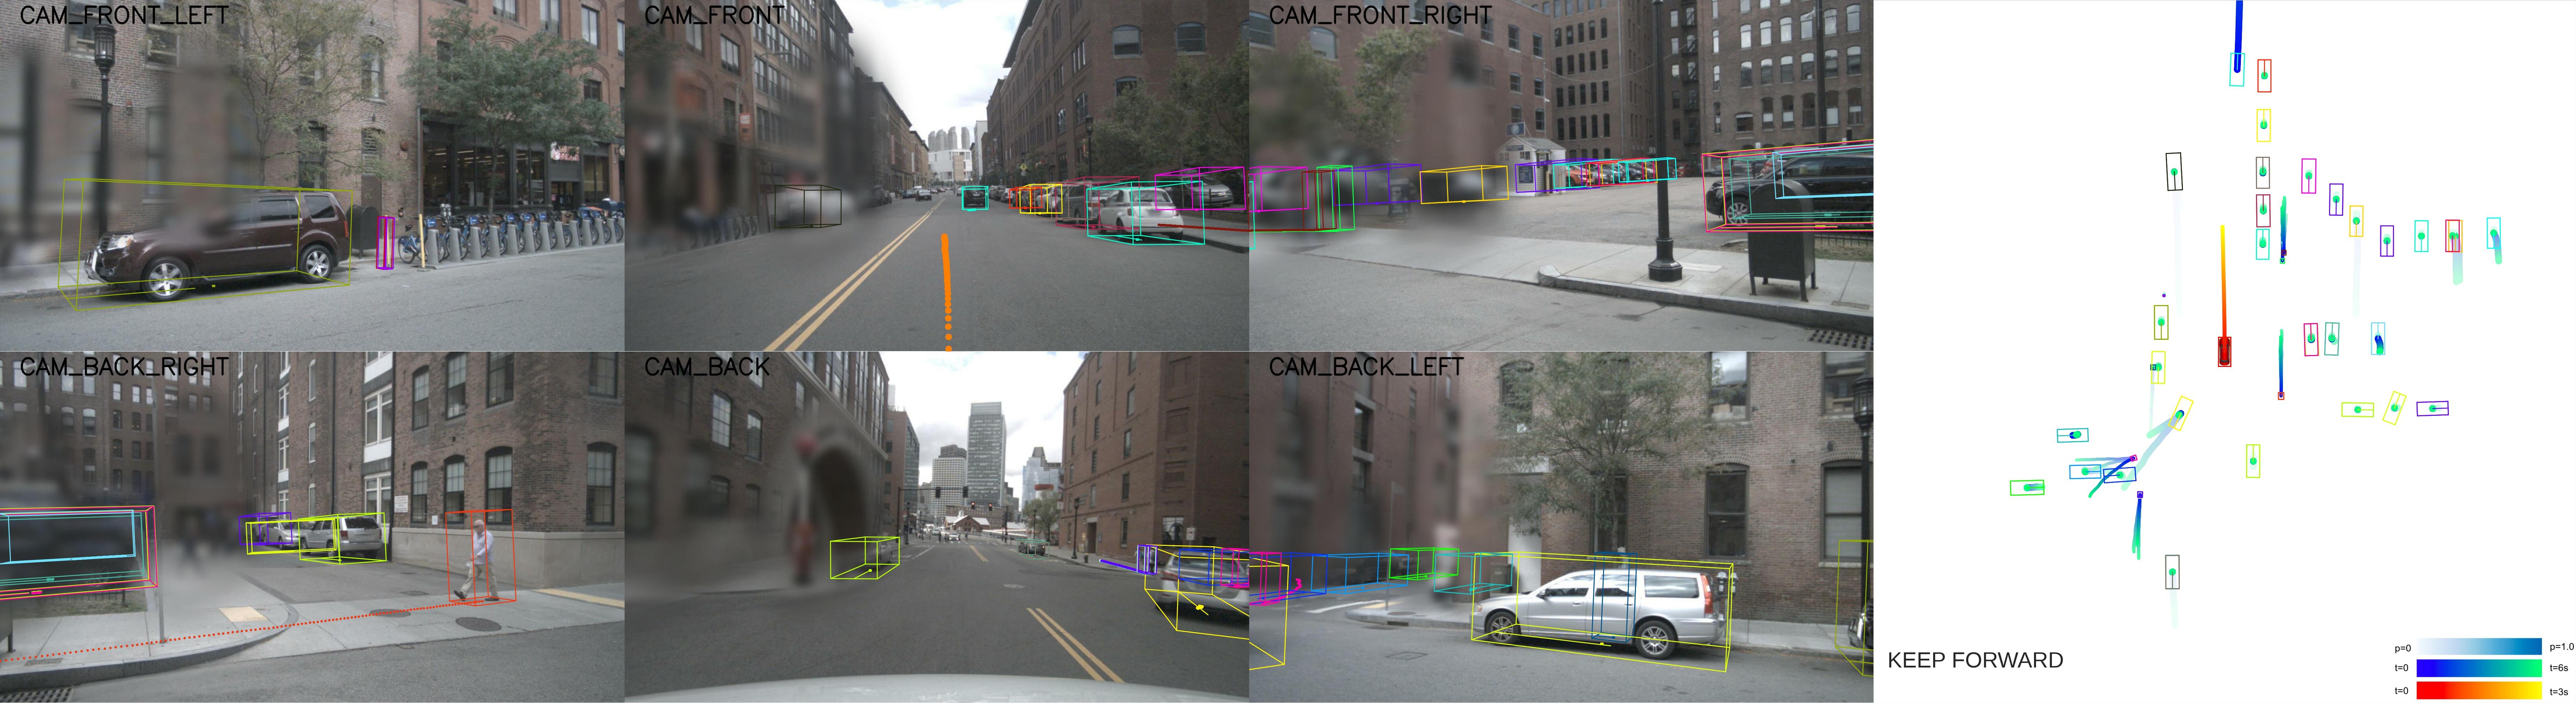 CAM_FRONT_LEFT
CAM_FRONT
CAM_FRONT_RIGHT
CAM_BACK_RIGHT
CAM_BACK
CAM_BACK_LEFT
KEEP FORWARD
p=0 p=1.0
t=0 t=6s
t=0 t=3s